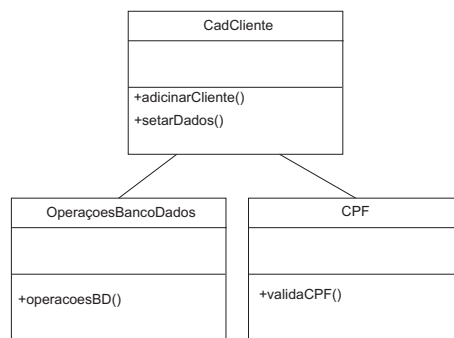 CadCliente
+adicinarCliente()
+setarDados()
OperaçoesBancoDados
+operacoesBD()
CPF
+validaCPF()